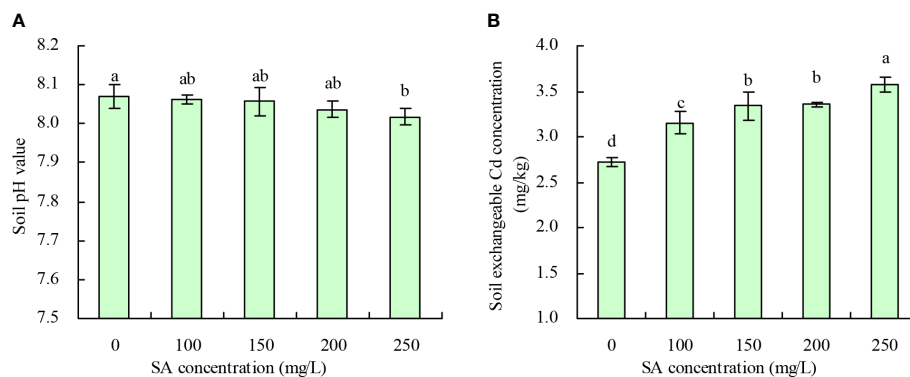 A
8.2
8.1
8.0
7.9
7.8
7.7
7.6
7.5
Soil pH value
a
ab
ab
ab
b
0 100 150 200 250
SA concentration (mg/L)
B
4.0
3.5
3.0
2.5
2.0
1.5
1.0
Soil exchangeable Cd concentration
(mg/kg)
d
c
b
b
a
0 100 150 200 250
SA concentration (mg/L)